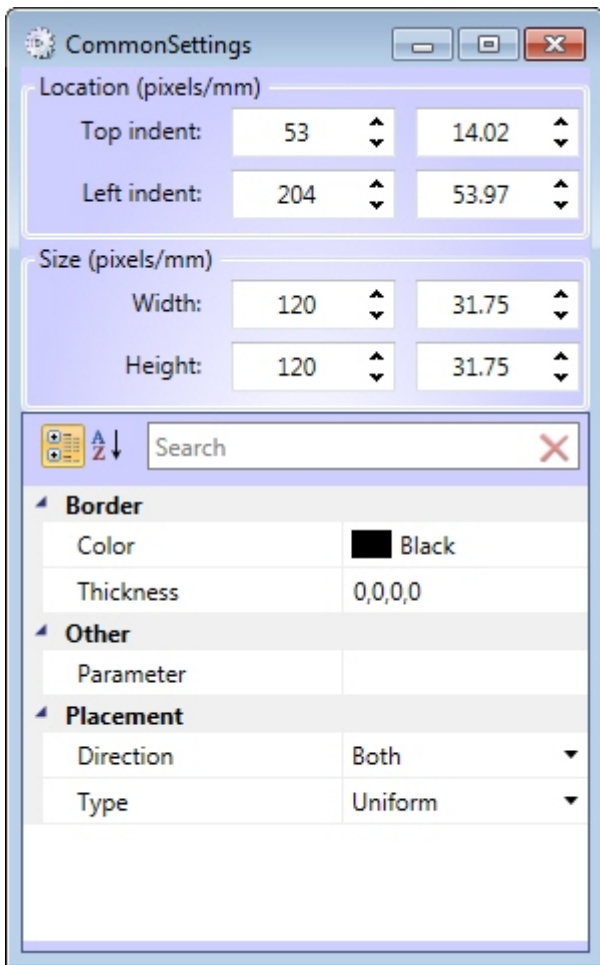 CommonSettings
Location (pixels/mm)
Top indent: 53 14.02
Left indent: 204 53.97
Size (pixels/mm)
Width: 120 31.75
Height: 120 31.75
A Z Search
Border
Color Black
Thickness 0,0,0,0
Other
Parameter
Placement
Direction Both
Type Uniform